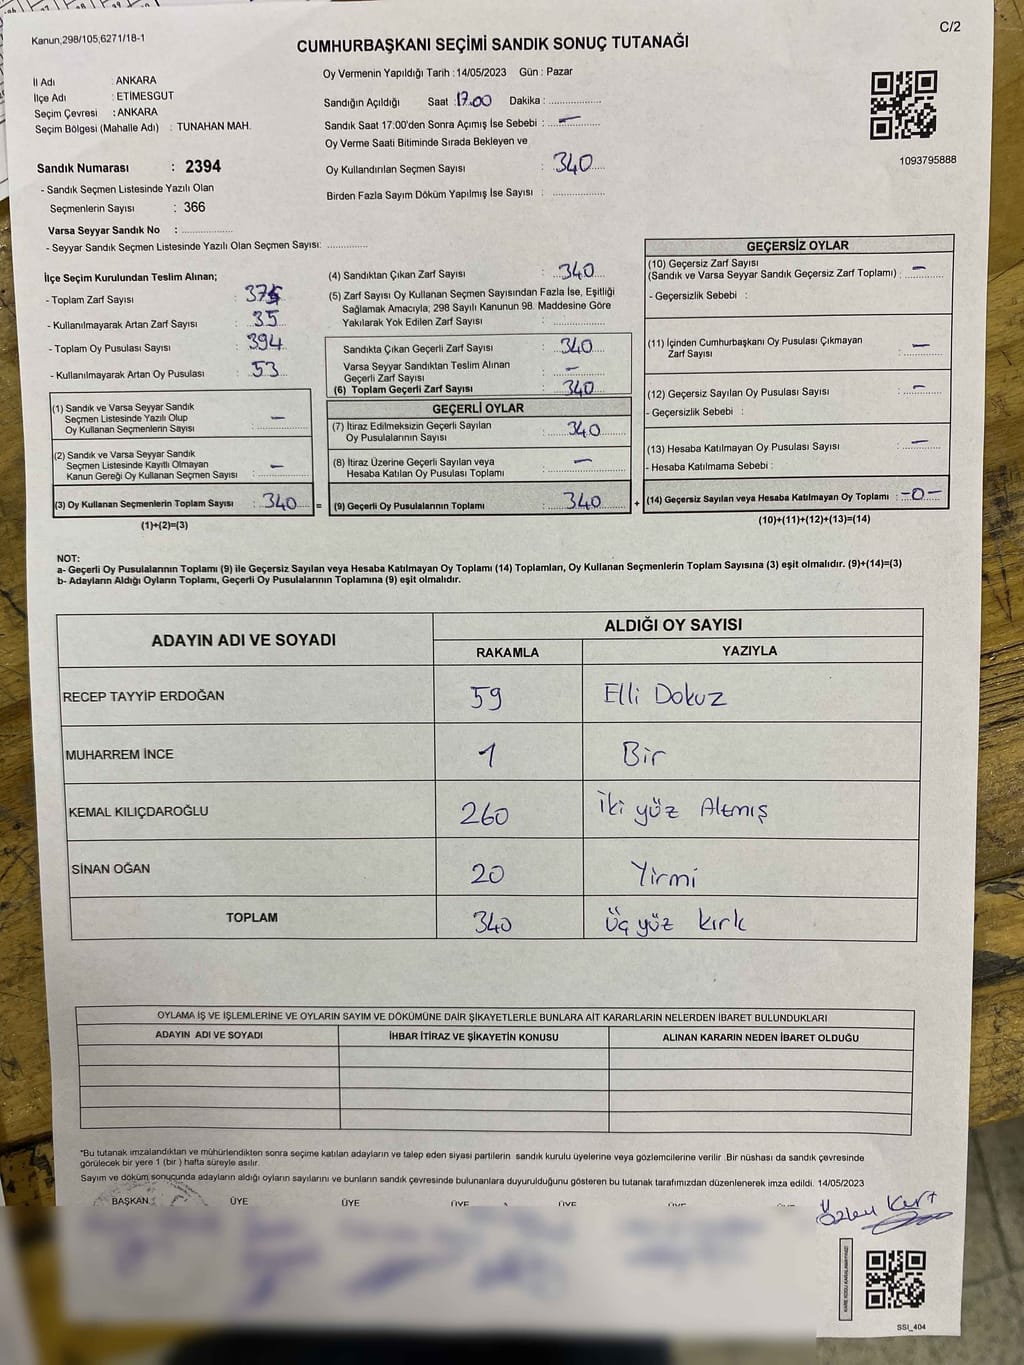 Kanun,298/105,6271/18-1
C/2
CUMHURBAŞKANI SEÇİMİ SANDIK SONUÇ TUTANAĞI
İl Adı : ANKARA
İlçe Adı : ETİMESGUT
Seçim Çevresi : ANKARA
Seçim Bölgesi (Mahalle Adı) : TUNAHAN MAH.
Sandık Numarası : 2394
- Sandık Seçmen Listesinde Yazılı Olan
Seçmenlerin Sayısı : 366
Varsa Seyyar Sandık No : ..............
- Seyyar Sandık Seçmen Listesinde Yazılı Olan Seçmen Sayısı: ............
Oy Vermenin Yapıldığı Tarih : 14/05/2023 Gün : Pazar
Sandığın Açıldığı Saat : 17.00 Dakika : ..............
Sandık Saat 17:00'den Sonra Açımış İse Sebebi : —
Oy Verme Saati Bitiminde Sırada Bekleyen ve
Oy Kullandırılan Seçmen Sayısı : 340
Birden Fazla Sayım Döküm Yapılmış İse Sayısı : ..............
1093795888
İlçe Seçim Kurulundan Teslim Alınan;
- Toplam Zarf Sayısı : 375
- Kullanılmayarak Artan Zarf Sayısı : 35
- Toplam Oy Pusulası Sayısı : 394
- Kullanılmayarak Artan Oy Pusulası : 53
(1) Sandık ve Varsa Seyyar Sandık
Seçmen Listesinde Yazılı Olup
Oy Kullanan Seçmenlerin Sayısı : —
(2) Sandık ve Varsa Seyyar Sandık
Seçmen Listesinde Kayıtlı Olmayan
Kanun Gereği Oy Kullanan Seçmen Sayısı : —
(3) Oy Kullanan Seçmenlerin Toplam Sayısı : 340 =
(1)+(2)=(3)
(4) Sandıktan Çıkan Zarf Sayısı : 340
(5) Zarf Sayısı Oy Kullanan Seçmen Sayısından Fazla İse, Eşitliği
Sağlamak Amacıyla; 298 Sayılı Kanunun 98. Maddesine Göre
Yakılarak Yok Edilen Zarf Sayısı : ..............
Sandıkta Çıkan Geçerli Zarf Sayısı : 340
Varsa Seyyar Sandıktan Teslim Alınan
Geçerli Zarf Sayısı : —
(6) Toplam Geçerli Zarf Sayısı : 340
GEÇERLİ OYLAR
(7) İtiraz Edilmeksizin Geçerli Sayılan
Oy Pusulalarının Sayısı : 340
(8) İtiraz Üzerine Geçerli Sayılan veya
Hesaba Katılan Oy Pusulası Toplamı : —
(9) Geçerli Oy Pusulalarının Toplamı : 340 +
GEÇERSİZ OYLAR
(10) Geçersiz Zarf Sayısı
(Sandık ve Varsa Seyyar Sandık Geçersiz Zarf Toplamı) : —
- Geçersizlik Sebebi :
(11) İçinden Cumhurbaşkanı Oy Pusulası Çıkmayan
Zarf Sayısı : —
(12) Geçersiz Sayılan Oy Pusulası Sayısı : —
- Geçersizlik Sebebi :
(13) Hesaba Katılmayan Oy Pusulası Sayısı : —
- Hesaba Katılmama Sebebi :
(14) Geçersiz Sayılan veya Hesaba Katılmayan Oy Toplamı : -0-
(10)+(11)+(12)+(13)=(14)
NOT:
a- Geçerli Oy Pusulalarının Toplamı (9) ile Geçersiz Sayılan veya Hesaba Katılmayan Oy Toplamı (14) Toplamları, Oy Kullanan Seçmenlerin Toplam Sayısına (3) eşit olmalıdır. (9)+(14)=(3)
b- Adayların Aldığı Oyların Toplamı, Geçerli Oy Pusulalarının Toplamına (9) eşit olmalıdır.
ADAYIN ADI VE SOYADI
ALDIĞI OY SAYISI
RAKAMLA YAZIYLA
RECEP TAYYİP ERDOĞAN 59 Elli Dokuz
MUHARREM İNCE 1 Bir
KEMAL KILIÇDAROĞLU 260 İki yüz Altmış
SİNAN OĞAN 20 Yirmi
TOPLAM 340 Üç yüz kırk
OYLAMA İŞ VE İŞLEMLERİNE VE OYLARIN SAYIM VE DÖKÜMÜNE DAİR ŞİKAYETLERLE BUNLARA AİT KARARLARIN NELERDEN İBARET BULUNDUKLARI
ADAYIN ADI VE SOYADI İHBAR İTİRAZ VE ŞİKAYETİN KONUSU ALINAN KARARIN NEDEN İBARET OLDUĞU
*Bu tutanak imzalandıktan ve mühürlendikten sonra seçime katılan adayların ve talep eden siyasi partilerin sandık kurulu üyelerine veya gözlemcilerine verilir .Bir nüshası da sandık çevresinde
görülecek bir yere 1 (bir ) hafta süreyle asılır.
Sayım ve döküm sonucunda adayların aldığı oyların sayılarını ve bunların sandık çevresinde bulunanlara duyurulduğunu gösteren bu tutanak tarafımızdan düzenlenerek imza edildi. 14/05/2023
BAŞKAN ÜYE ÜYE ÜYE ÜYE
SSİ_404